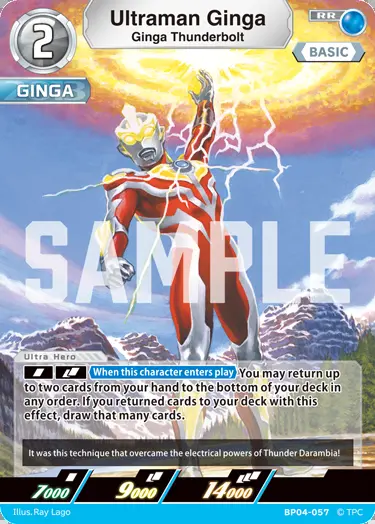 Ultraman Ginga
Ginga Thunderbolt
2
RR
BASIC
GINGA
SAMPLE
Ultra Hero
When this character enters play You may return up
to two cards from your hand to the bottom of your deck in
any order. If you returned cards to your deck with this
effect, draw that many cards.
It was this technique that overcame the electrical powers of Thunder Darambia!
7000
9000
14000
Illus. Ray Lago
BP04-057 © TPC